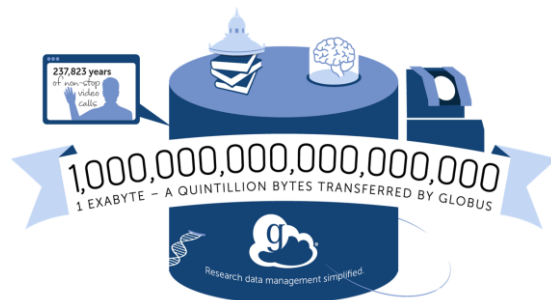 237,823 years
of non-stop
video
calls
1,000,000,000,000,000,000
1 EXABYTE – A QUINTILLION BYTES TRANSFERRED BY GLOBUS
g
Research data management simplified.